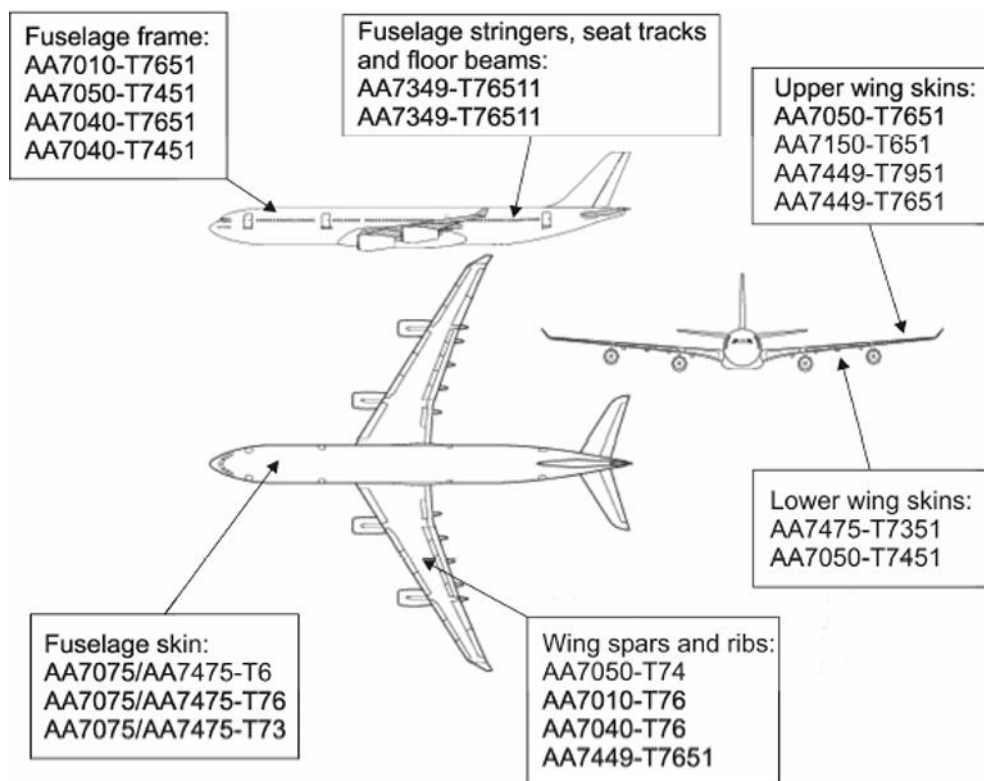 Fuselage frame:
AA7010-T7651
AA7050-T7451
AA7040-T7651
AA7040-T7451
Fuselage stringers, seat tracks
and floor beams:
AA7349-T76511
AA7349-T76511
Upper wing skins:
AA7050-T7651
AA7150-T651
AA7449-T7951
AA7449-T7651
Lower wing skins:
AA7475-T7351
AA7050-T7451
Fuselage skin:
AA7075/AA7475-T6
AA7075/AA7475-T76
AA7075/AA7475-T73
Wing spars and ribs:
AA7050-T74
AA7010-T76
AA7040-T76
AA7449-T7651